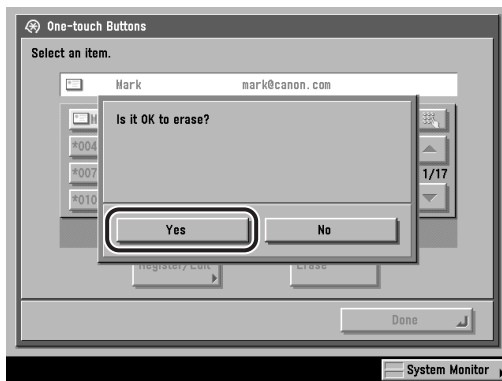 One-touch Buttons
Select an item.
Mark mark@canon.com
M
Is it OK to erase?
*004
*007 1/17
*010
Yes No
Register/Edit Erase
Done
System Monitor